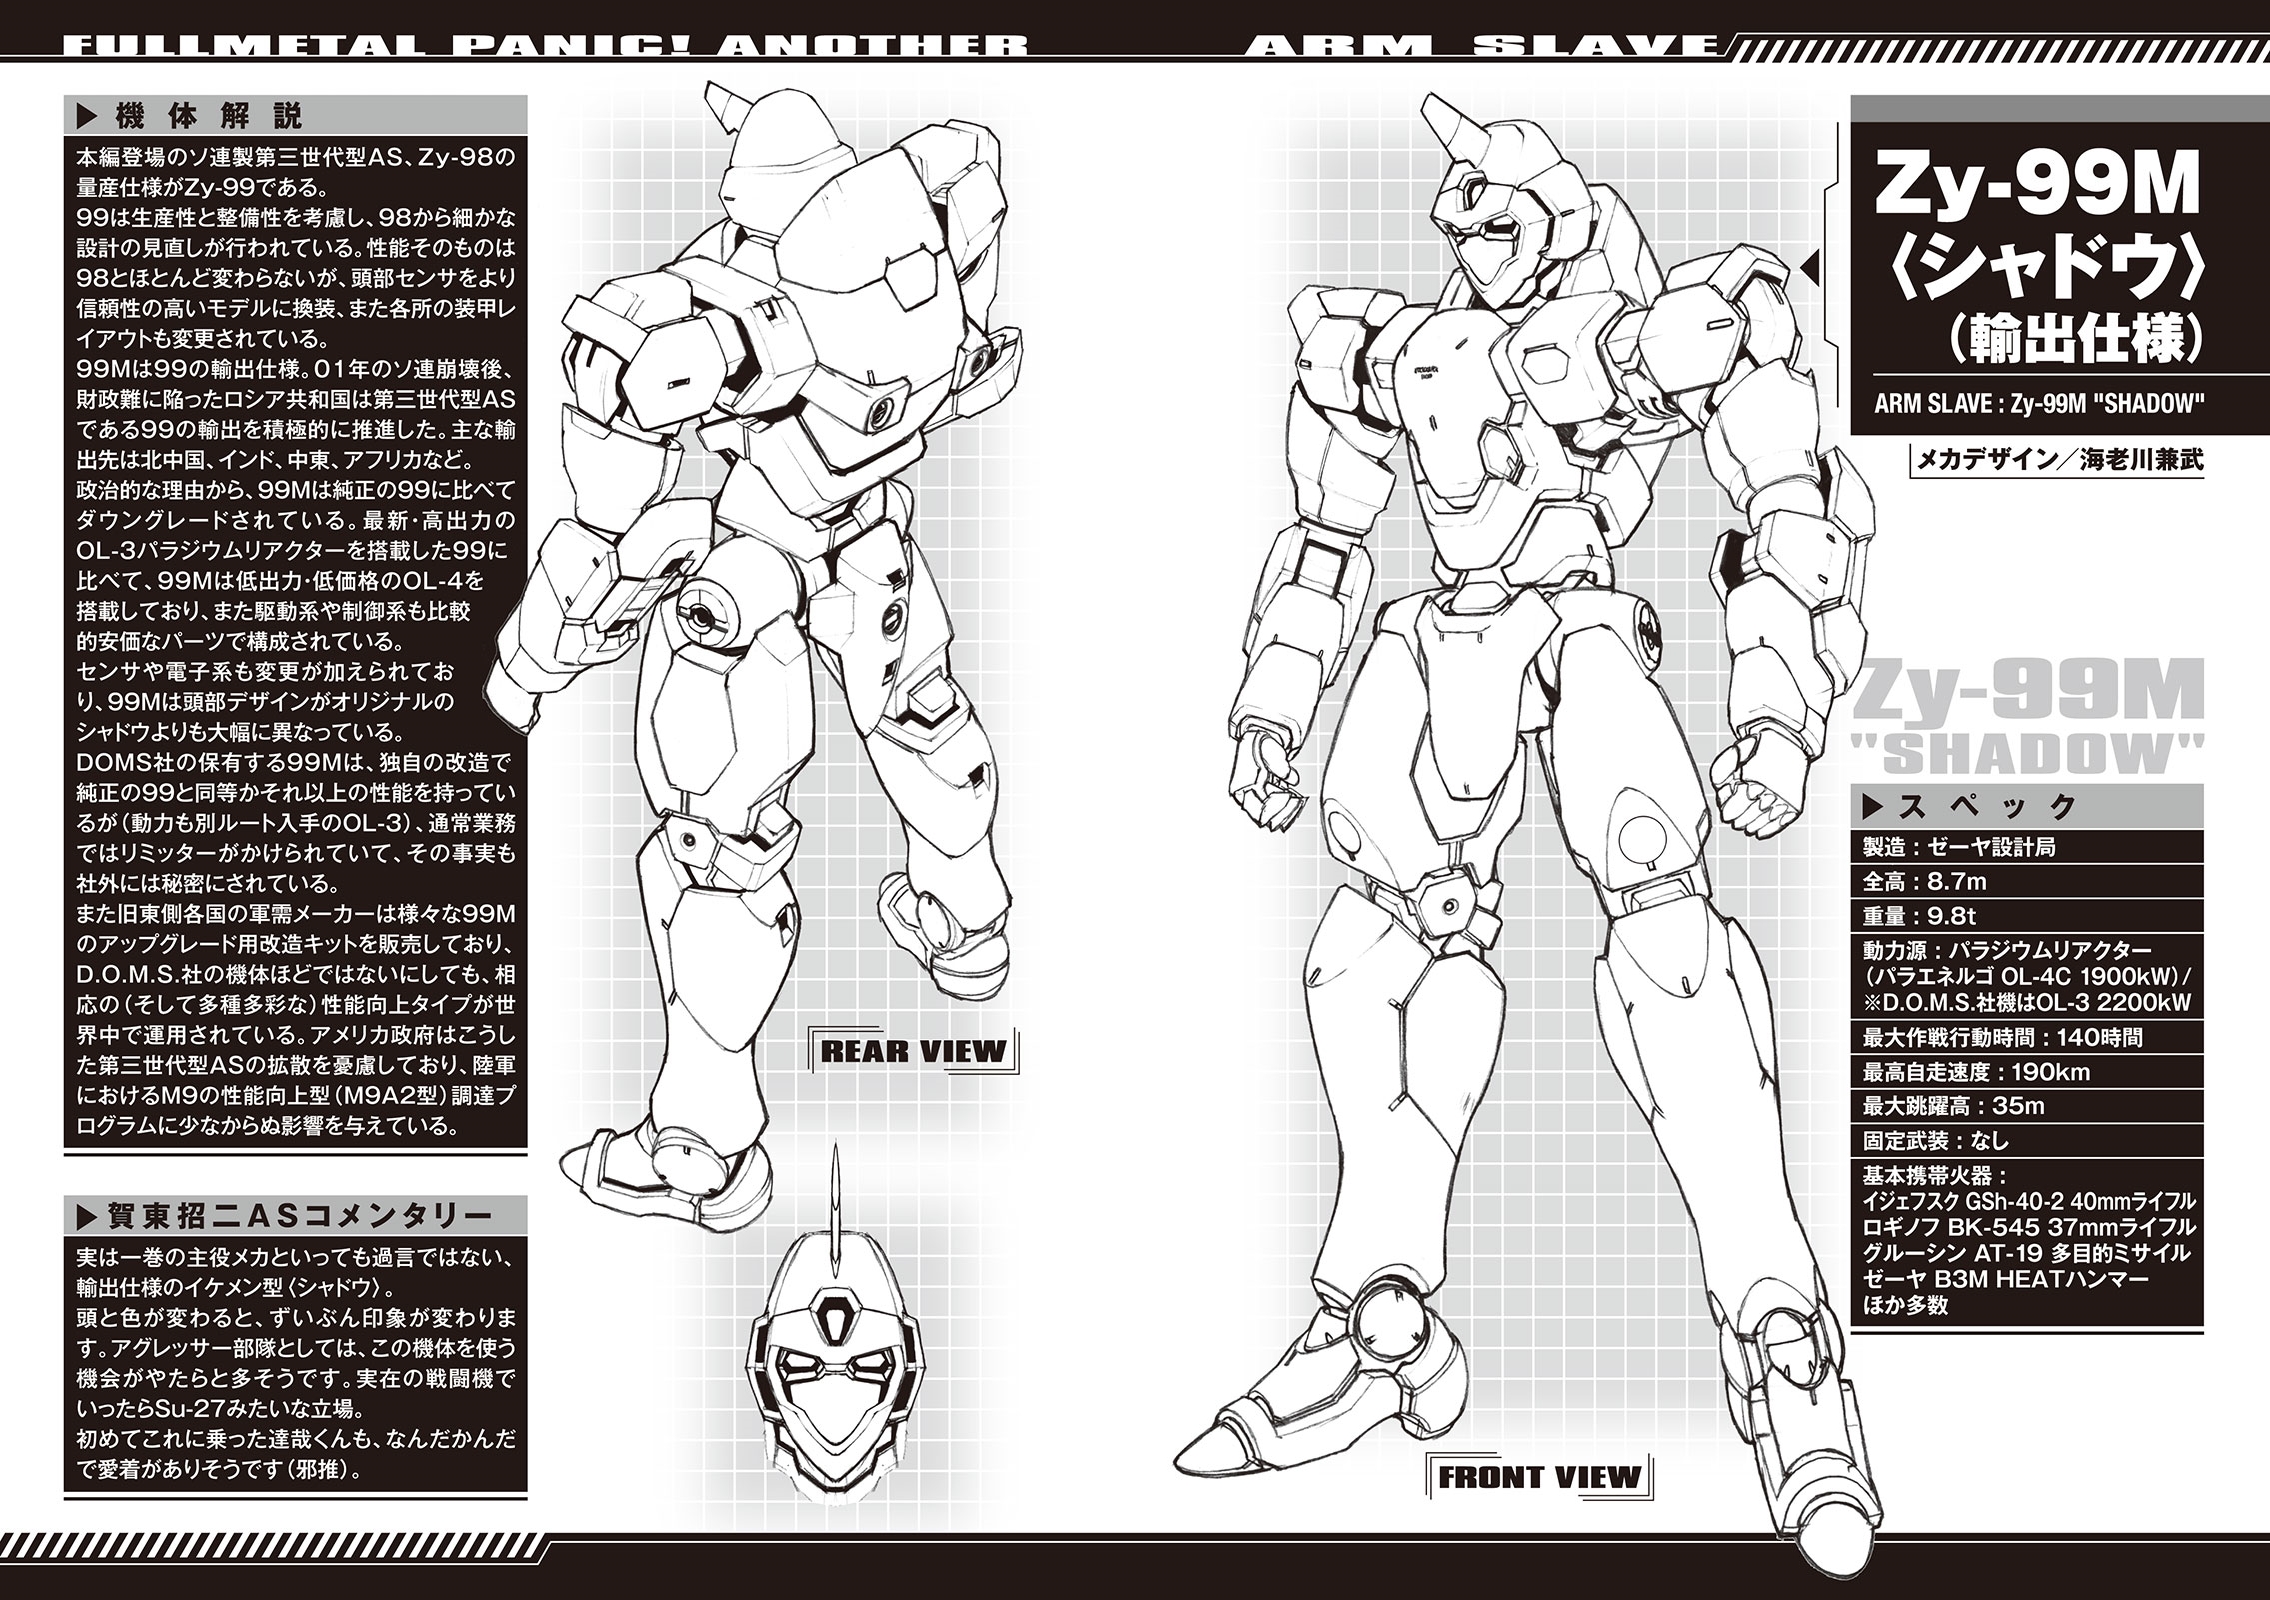 FULLMETAL PANIC! ANOTHER
ARM SLAVE
▶機体解説
本編登場のソ連製第三世代型AS、Zy-98の
量産仕様がZy-99である。
99は生産性と整備性を考慮し、98から細かな
設計の見直しが行われている。性能そのものは
98とほとんど変わらないが、頭部センサをより
信頼性の高いモデルに換装、また各所の装甲レ
イアウトも変更されている。
99Mは99の輸出仕様。01年のソ連崩壊後、
財政難に陥ったロシア共和国は第三世代型AS
である99の輸出を積極的に推進した。主な輸
出先は北中国、インド、中東、アフリカなど。
政治的な理由から、99Mは純正の99に比べて
ダウングレードされている。最新・高出力の
OL-3パラジウムリアクターを搭載した99に
比べて、99Mは低出力・低価格のOL-4を
搭載しており、また駆動系や制御系も比較
的安価なパーツで構成されている。
センサや電子系も変更が加えられてお
り、99Mは頭部デザインがオリジナルの
シャドウよりも大幅に異なっている。
DOMS社の保有する99Mは、独自の改造で
純正の99と同等かそれ以上の性能を持ってい
るが（動力も別ルート入手のOL-3）、通常業務
ではリミッターがかけられていて、その事実も
社外には秘密にされている。
また旧東側各国の軍需メーカーは様々な99M
のアップグレード用改造キットを販売しており、
D.O.M.S.社の機体ほどではないにしても、相
応の（そして多種多彩な）性能向上タイプが世
界中で運用されている。アメリカ政府はこうし
た第三世代型ASの拡散を憂慮しており、陸軍
におけるM9の性能向上型（M9A2型）調達プ
ログラムに少なからぬ影響を与えている。
▶賀東招二ASコメンタリー
実は一巻の主役メカといっても過言ではない、
輸出仕様のイケメン型〈シャドウ〉。
頭と色が変わると、ずいぶん印象が変わりま
す。アグレッサー部隊としては、この機体を使う
機会がやたらと多そうです。実在の戦闘機で
いったらSu-27みたいな立場。
初めてこれに乗った達哉くんも、なんだかんだ
で愛着がありそうです（邪推）。
REAR VIEW
FRONT VIEW
Zy-99M
〈シャドウ〉
（輸出仕様）
ARM SLAVE : Zy-99M "SHADOW"
メカデザイン／海老川兼武
Zy-99M
"SHADOW"
▶スペック
製造：ゼーヤ設計局
全高：8.7m
重量：9.8t
動力源：パラジウムリアクター
（パラエネルゴ OL-4C 1900kW）/
※D.O.M.S.社機はOL-3 2200kW
最大作戦行動時間：140時間
最高自走速度：190km
最大跳躍高：35m
固定武装：なし
基本携帯火器：
イジェフスク GSh-40-2 40mmライフル
ロギノフ BK-545 37mmライフル
グルーシン AT-19 多目的ミサイル
ゼーヤ B3M HEATハンマー
ほか多数